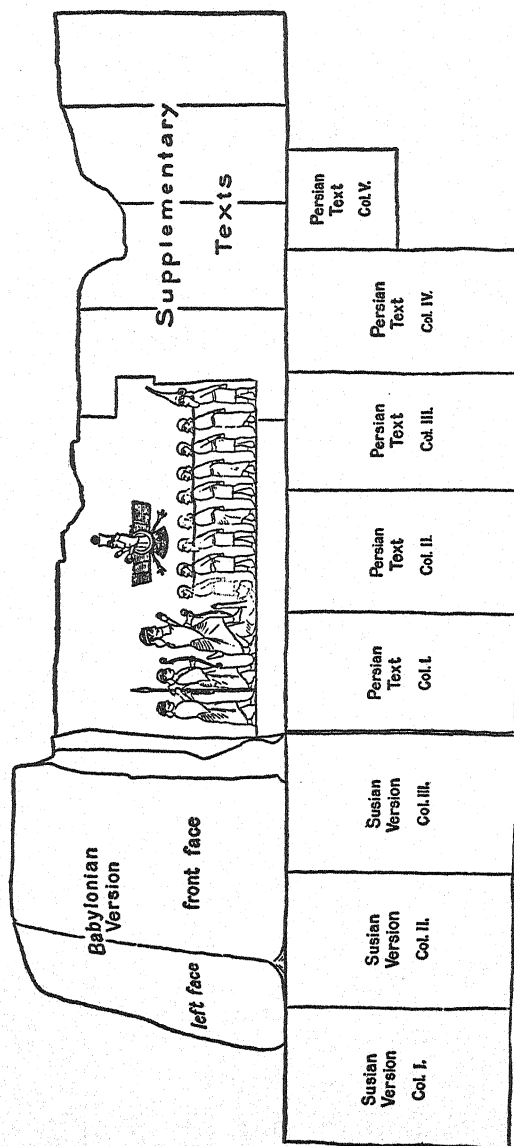 Babylonian
Version
left face
front face
Supplementary
Texts
Susian
Version
Col. I.
Susian
Version
Col. II.
Susian
Version
Col. III.
Persian
Text
Col. I.
Persian
Text
Col. II.
Persian
Text
Col. III.
Persian
Text
Col. IV.
Persian
Text
Col. V.